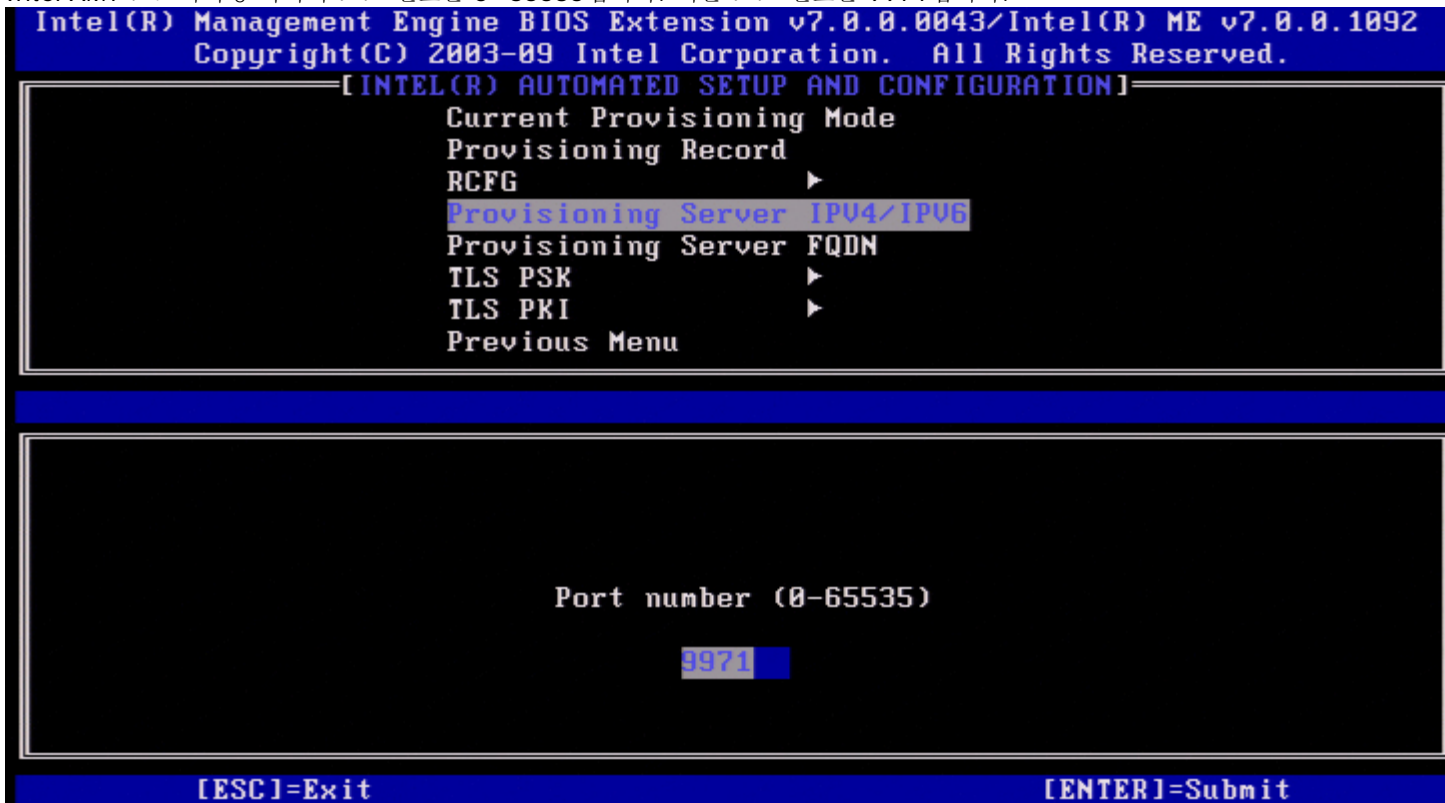 Intel(R) Management Engine BIOS Extension v7.0.0.0043/Intel(R) ME v7.0.0.1092
Copyright(C) 2003-09 Intel Corporation. All Rights Reserved.
[INTEL(R) AUTOMATED SETUP AND CONFIGURATION]
Current Provisioning Mode
Provisioning Record
RCFG ►
Provisioning Server IPV4/IPV6
Provisioning Server FQDN
TLS PSK ►
TLS PKI ►
Previous Menu
Port number (0-65535)
9971
[ESC]=Exit [ENTER]=Submit